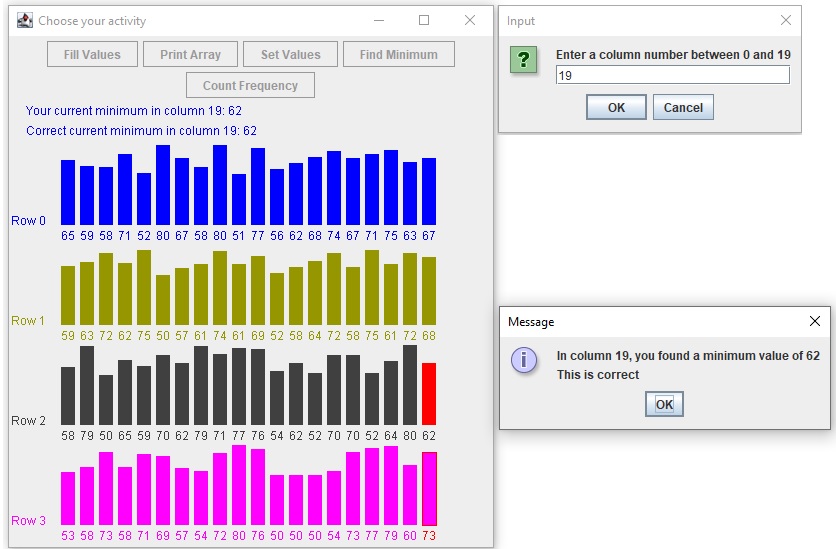 Choose your activity
Fill Values Print Array Set Values Find Minimum
Count Frequency
Your current minimum in column 19: 62
Correct current minimum in column 19: 62
Row 0
65 59 58 71 52 80 67 58 80 51 77 56 62 68 74 67 71 75 63 67
Row 1
59 63 72 62 75 50 57 61 74 61 69 52 58 64 72 58 75 61 72 68
Row 2
58 79 50 65 59 70 62 79 71 77 76 54 62 52 70 70 52 64 80 62
Row 3
53 58 73 58 71 69 57 54 72 80 76 50 50 50 54 73 77 79 60 73
Input
?
Enter a column number between 0 and 19
19
OK Cancel
Message
i
In column 19, you found a minimum value of 62
This is correct
OK